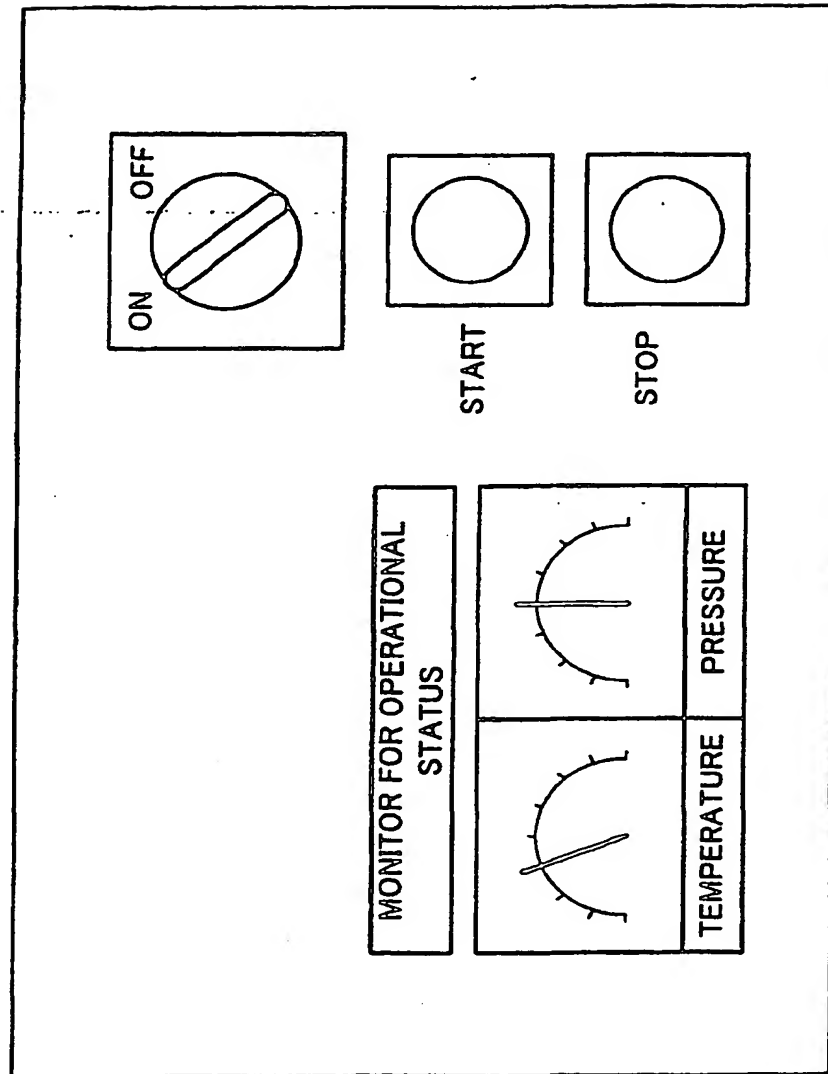 MONITOR FOR OPERATIONAL
STATUS
TEMPERATURE
PRESSURE
ON
OFF
START
STOP